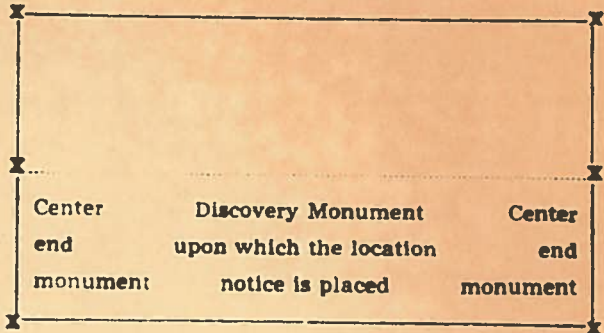 Center Discovery Monument Center
end upon which the location end
monument notice is placed monument